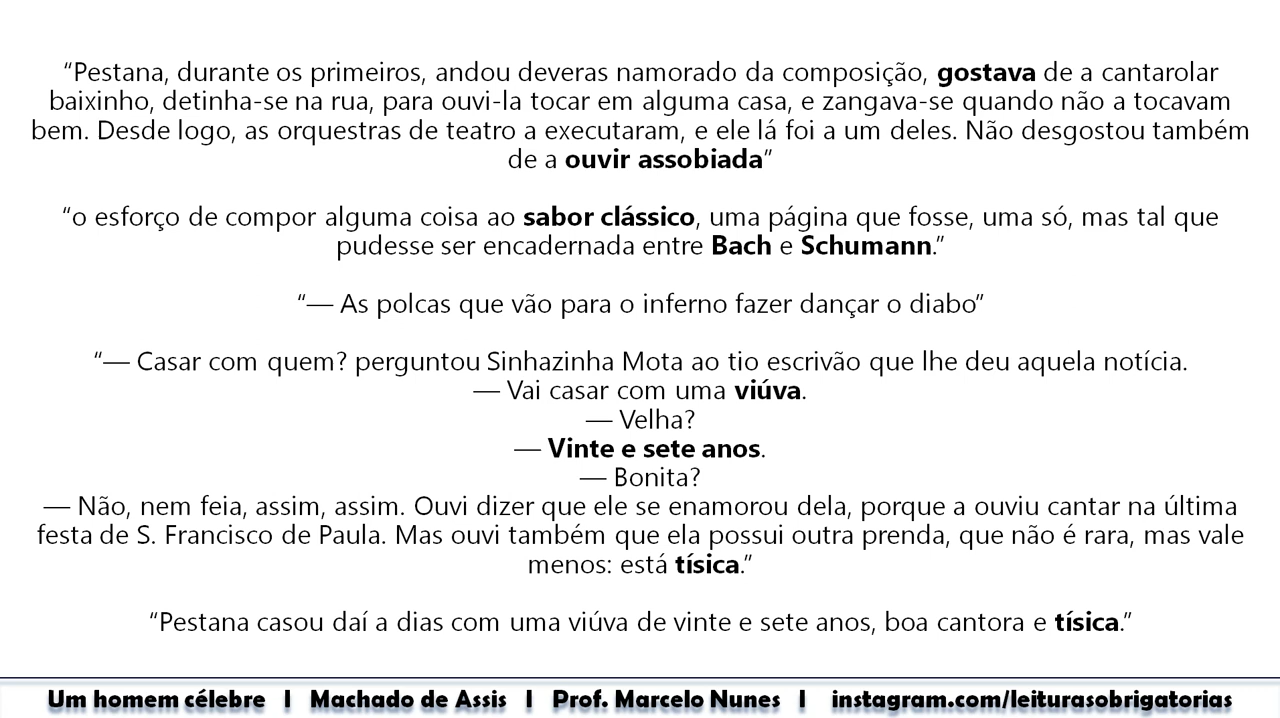 “Pestana, durante os primeiros, andou deveras namorado da composição, gostava de a cantarolar
baixinho, detinha-se na rua, para ouvi-la tocar em alguma casa, e zangava-se quando não a tocavam
bem. Desde logo, as orquestras de teatro a executaram, e ele lá foi a um deles. Não desgostou também
de a ouvir assobiada”
“o esforço de compor alguma coisa ao sabor clássico, uma página que fosse, uma só, mas tal que
pudesse ser encadernada entre Bach e Schumann.”
“— As polcas que vão para o inferno fazer dançar o diabo”
“— Casar com quem? perguntou Sinhazinha Mota ao tio escrivão que lhe deu aquela notícia.
— Vai casar com uma viúva.
— Velha?
— Vinte e sete anos.
— Bonita?
— Não, nem feia, assim, assim. Ouvi dizer que ele se enamorou dela, porque a ouviu cantar na última
festa de S. Francisco de Paula. Mas ouvi também que ela possui outra prenda, que não é rara, mas vale
menos: está tísica.”
“Pestana casou daí a dias com uma viúva de vinte e sete anos, boa cantora e tísica.”
Um homem célebre I Machado de Assis I Prof. Marcelo Nunes I instagram.com/leiturasobrigatorias